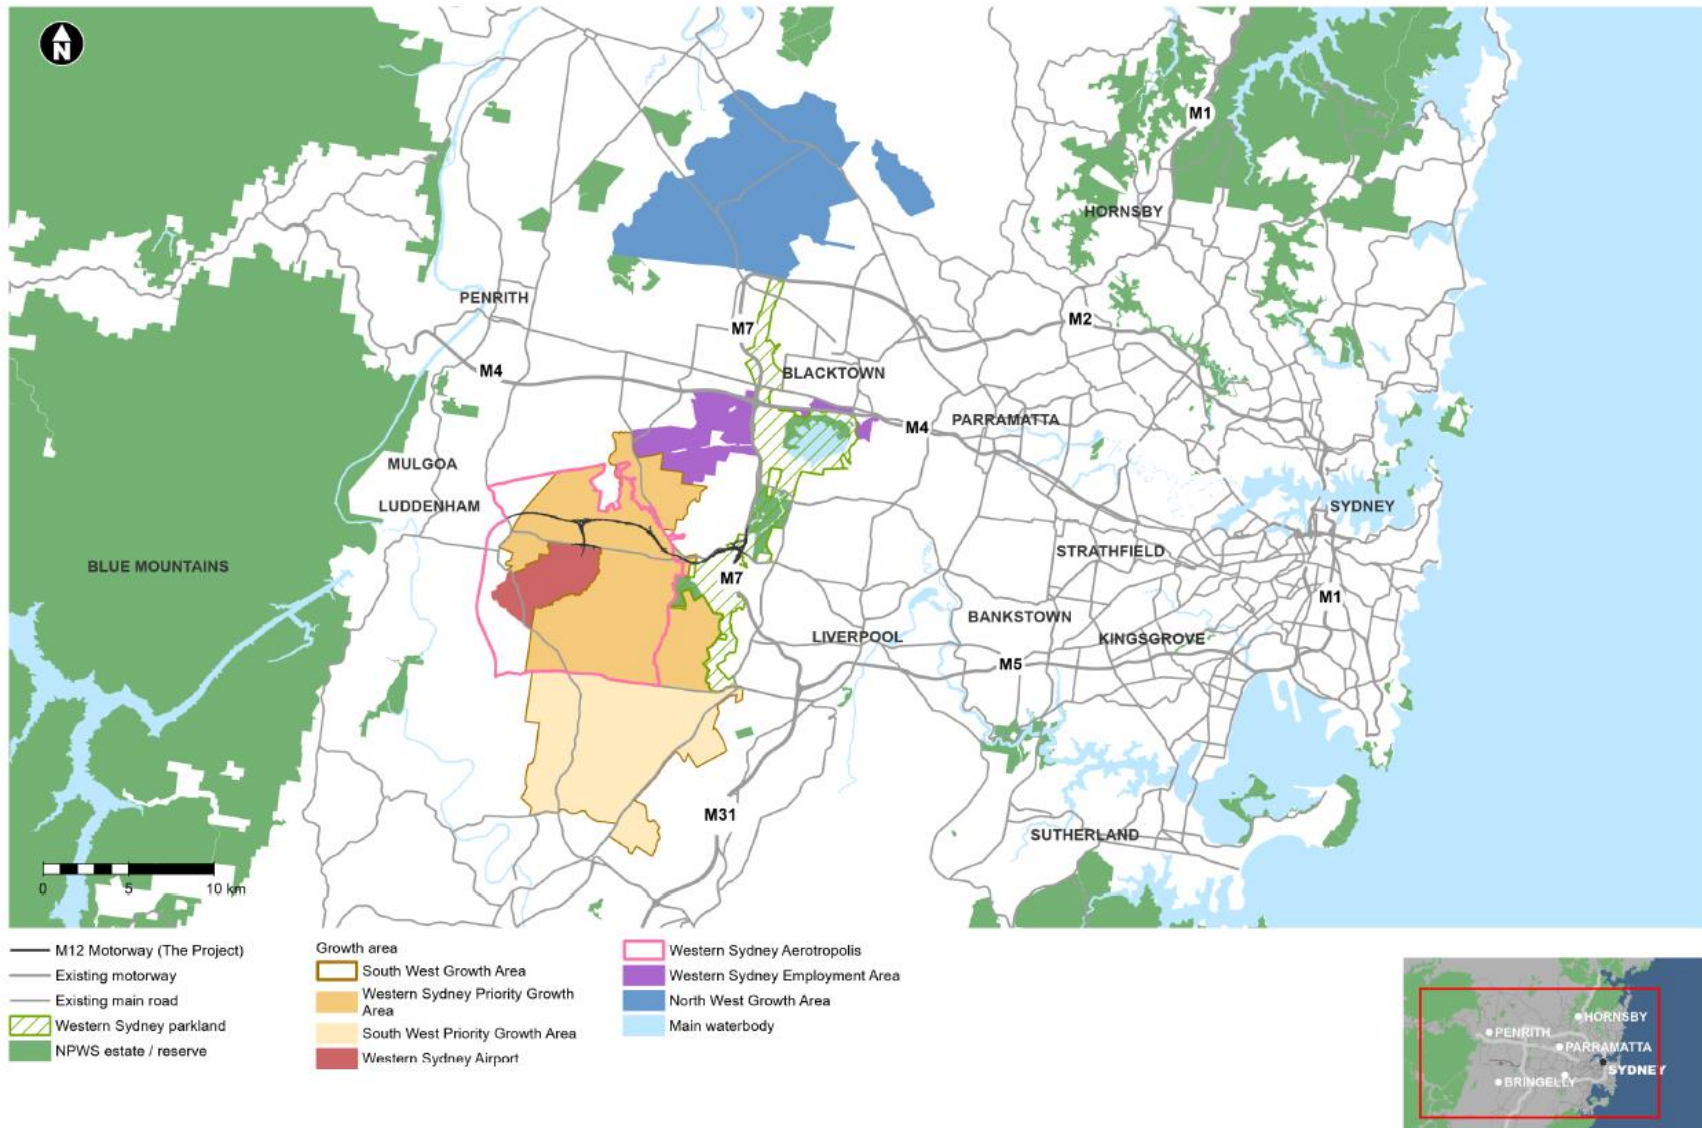 N
M1
HORNSBY
PENRITH
M7
M2
M4
BLACKTOWN
PARRAMATTA
M4
MULGOA
LUDDENHAM
SYDNEY
STRATHFIELD
BLUE MOUNTAINS
M7
M1
BANKSTOWN
LIVERPOOL
KINGSGROVE
M5
M31
SUTHERLAND
0 5 10 km
M12 Motorway (The Project)
Existing motorway
Existing main road
Western Sydney parkland
NPWS estate / reserve
Growth area
South West Growth Area
Western Sydney Priority Growth
Area
South West Priority Growth Area
Western Sydney Airport
Western Sydney Aerotropolis
Western Sydney Employment Area
North West Growth Area
Main waterbody
HORNSBY
PENRITH
PARRAMATTA
SYDNEY
BRINGELLY